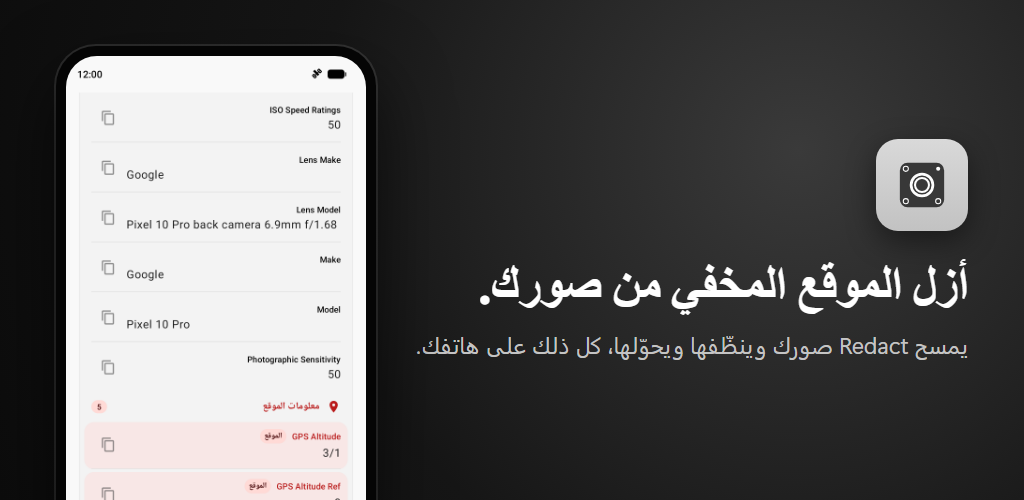 12:00
ISO Speed Ratings
50
Lens Make
Google
Lens Model
Pixel 10 Pro back camera 6.9mm f/1.68
Make
Google
Model
Pixel 10 Pro
Photographic Sensitivity
50
معلومات الموقع
5
GPS Altitude الموقع
3/1
GPS Altitude Ref الموقع
أزل الموقع المخفي من صورك.
يمسح Redact صورك وينظّفها ويحوّلها، كل ذلك على هاتفك.